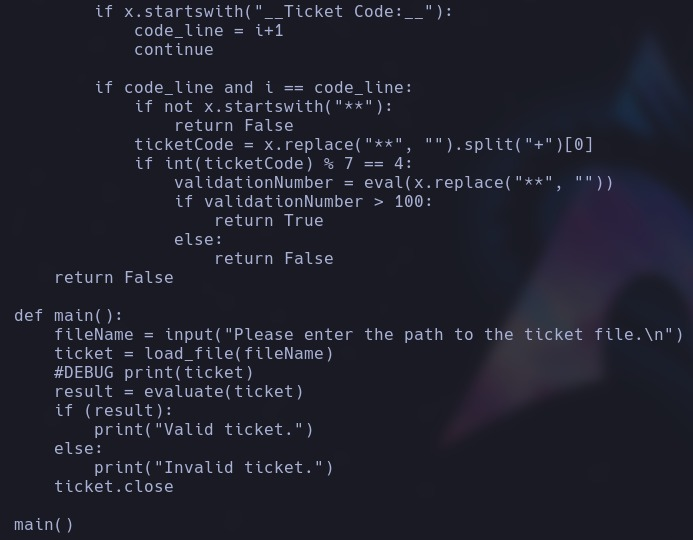 if x.startswith("__Ticket Code:__"):
            code_line = i+1
            continue

        if code_line and i == code_line:
            if not x.startswith("**"):
                return False
            ticketCode = x.replace("**", "").split("+")[0]
            if int(ticketCode) % 7 == 4:
                validationNumber = eval(x.replace("**", ""))
                if validationNumber > 100:
                    return True
                else:
                    return False
    return False

def main():
    fileName = input("Please enter the path to the ticket file.\n")
    ticket = load_file(fileName)
    #DEBUG print(ticket)
    result = evaluate(ticket)
    if (result):
        print("Valid ticket.")
    else:
        print("Invalid ticket.")
    ticket.close

main()